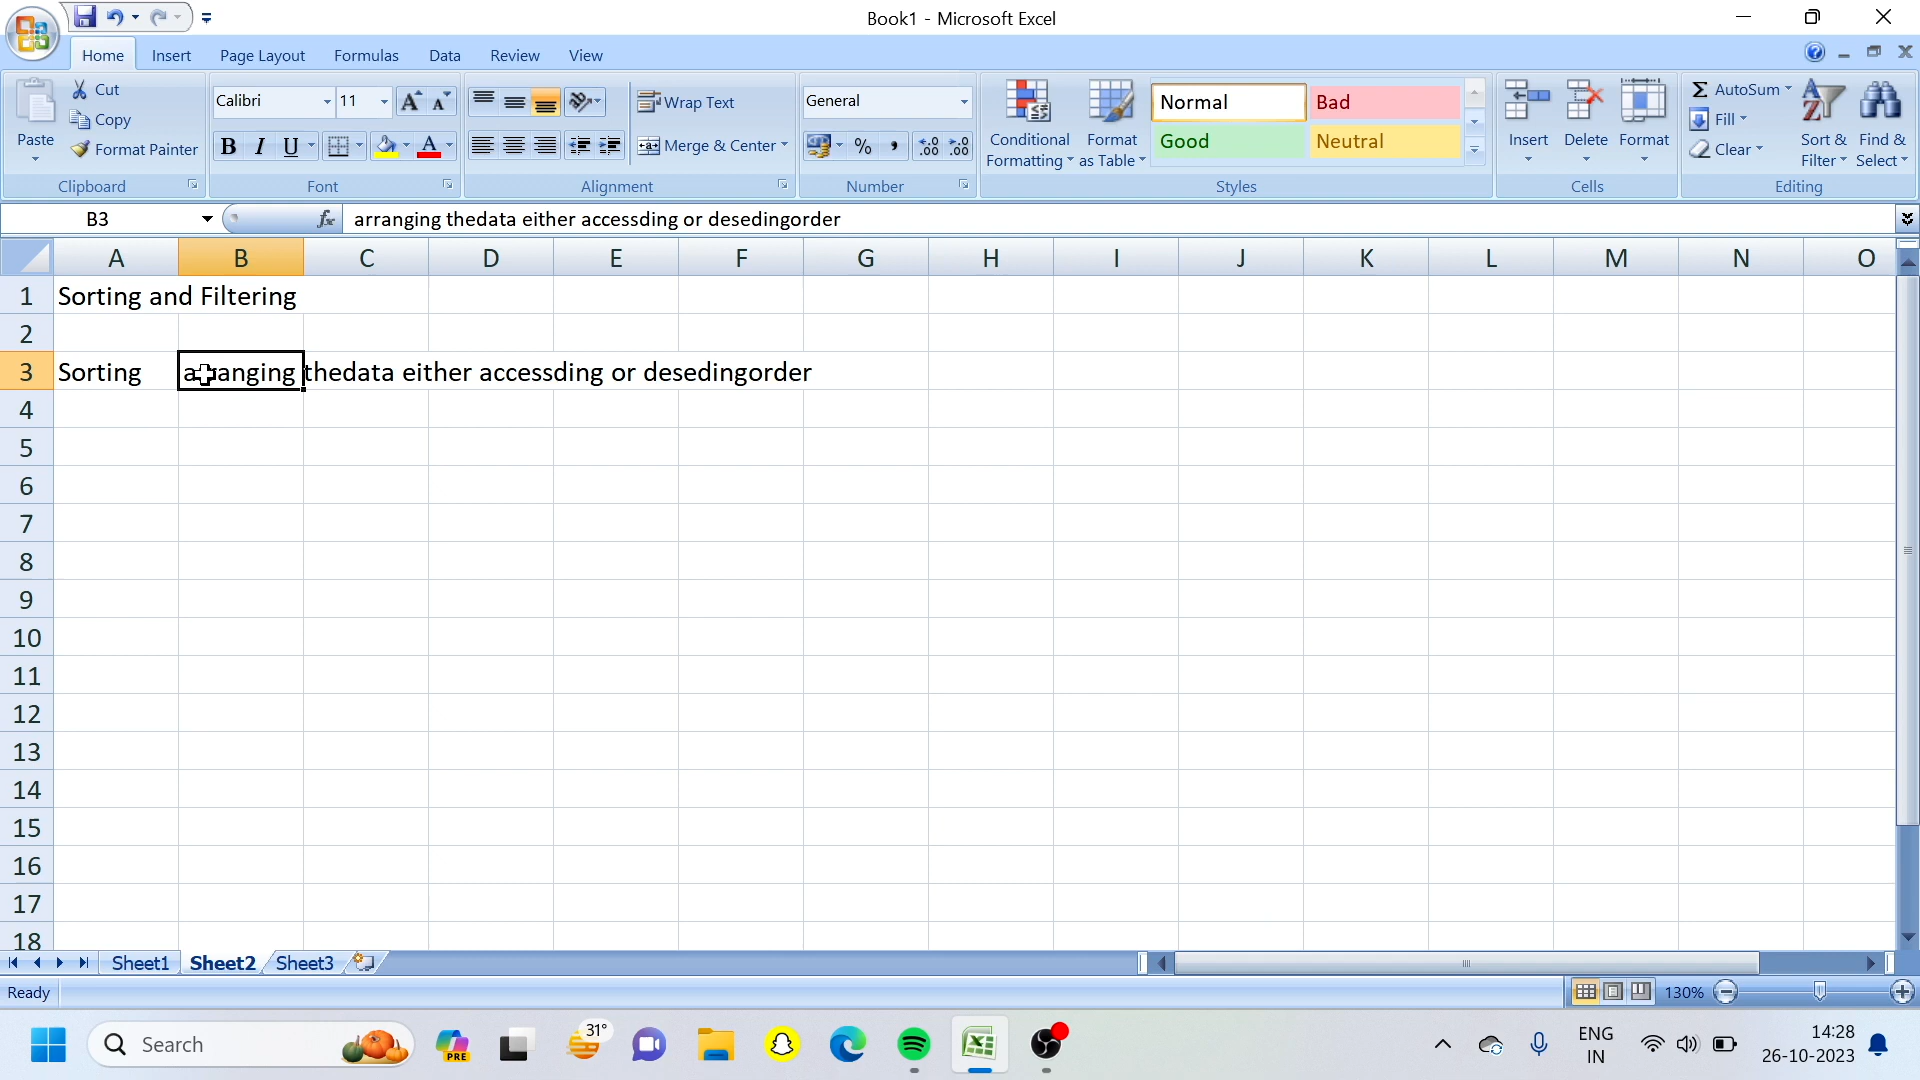 Book1 - Microsoft Excel
Home Insert Page Layout Formulas Data Review View
Paste
Cut
Copy
Format Painter
Clipboard
Calibri 11
B I U
Font
Wrap Text
Merge & Center
Alignment
General
Number
Conditional Formatting
Format as Table
Normal Bad
Good Neutral
Styles
Insert Delete Format
Cells
AutoSum
Fill
Clear
Sort & Filter
Find & Select
Editing
B3 fx arranging thedata either accessding or desedingorder
A B C D E F G H I J K L M N O
1 Sorting and Filtering
2
3 Sorting arranging thedata either accessding or desedingorder
4
5
6
7
8
9
10
11
12
13
14
15
16
17
18
Sheet1 Sheet2 Sheet3
Ready 130%
Search PRE 31° ENG IN 14:28
26-10-2023